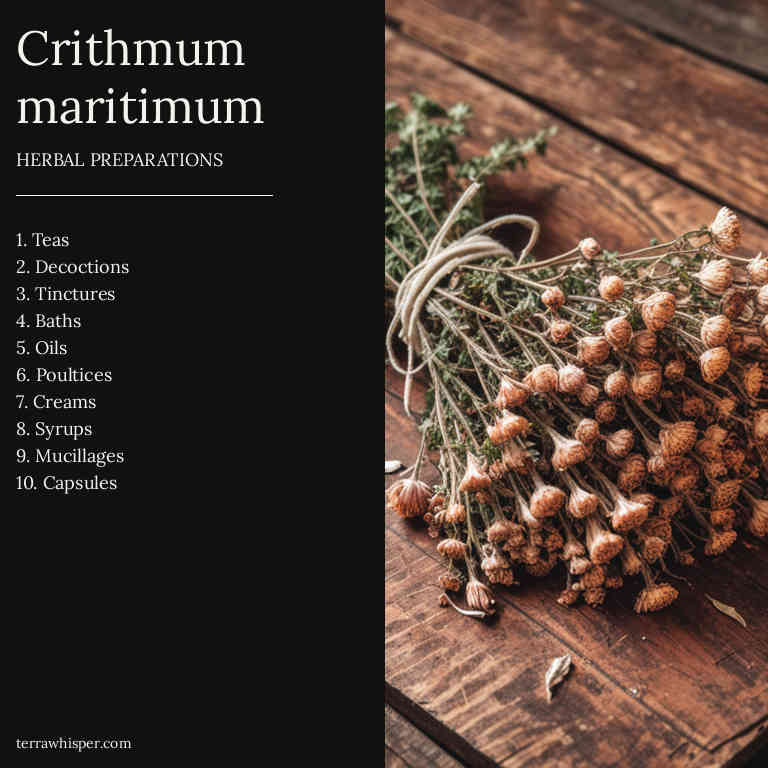 Crithmum
maritimum
HERBAL PREPARATIONS
1. Teas
2. Decoctions
3. Tinctures
4. Baths
5. Oils
6. Poultices
7. Creams
8. Syrups
9. Mucillages
10. Capsules
terrawhisper.com